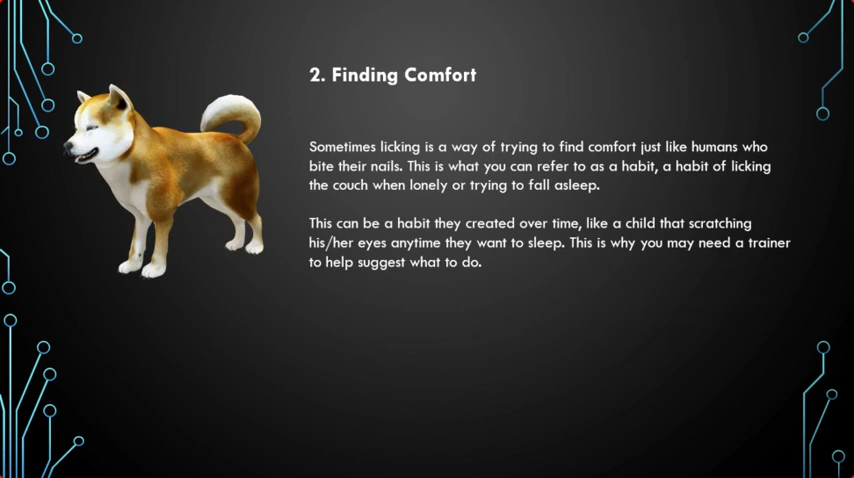 2. Finding Comfort
Sometimes licking is a way of trying to find comfort just like humans who
bite their nails. This is what you can refer to as a habit, a habit of licking
the couch when lonely or trying to fall asleep.
This can be a habit they created over time, like a child that scratching
his/her eyes anytime they want to sleep. This is why you may need a trainer
to help suggest what to do.